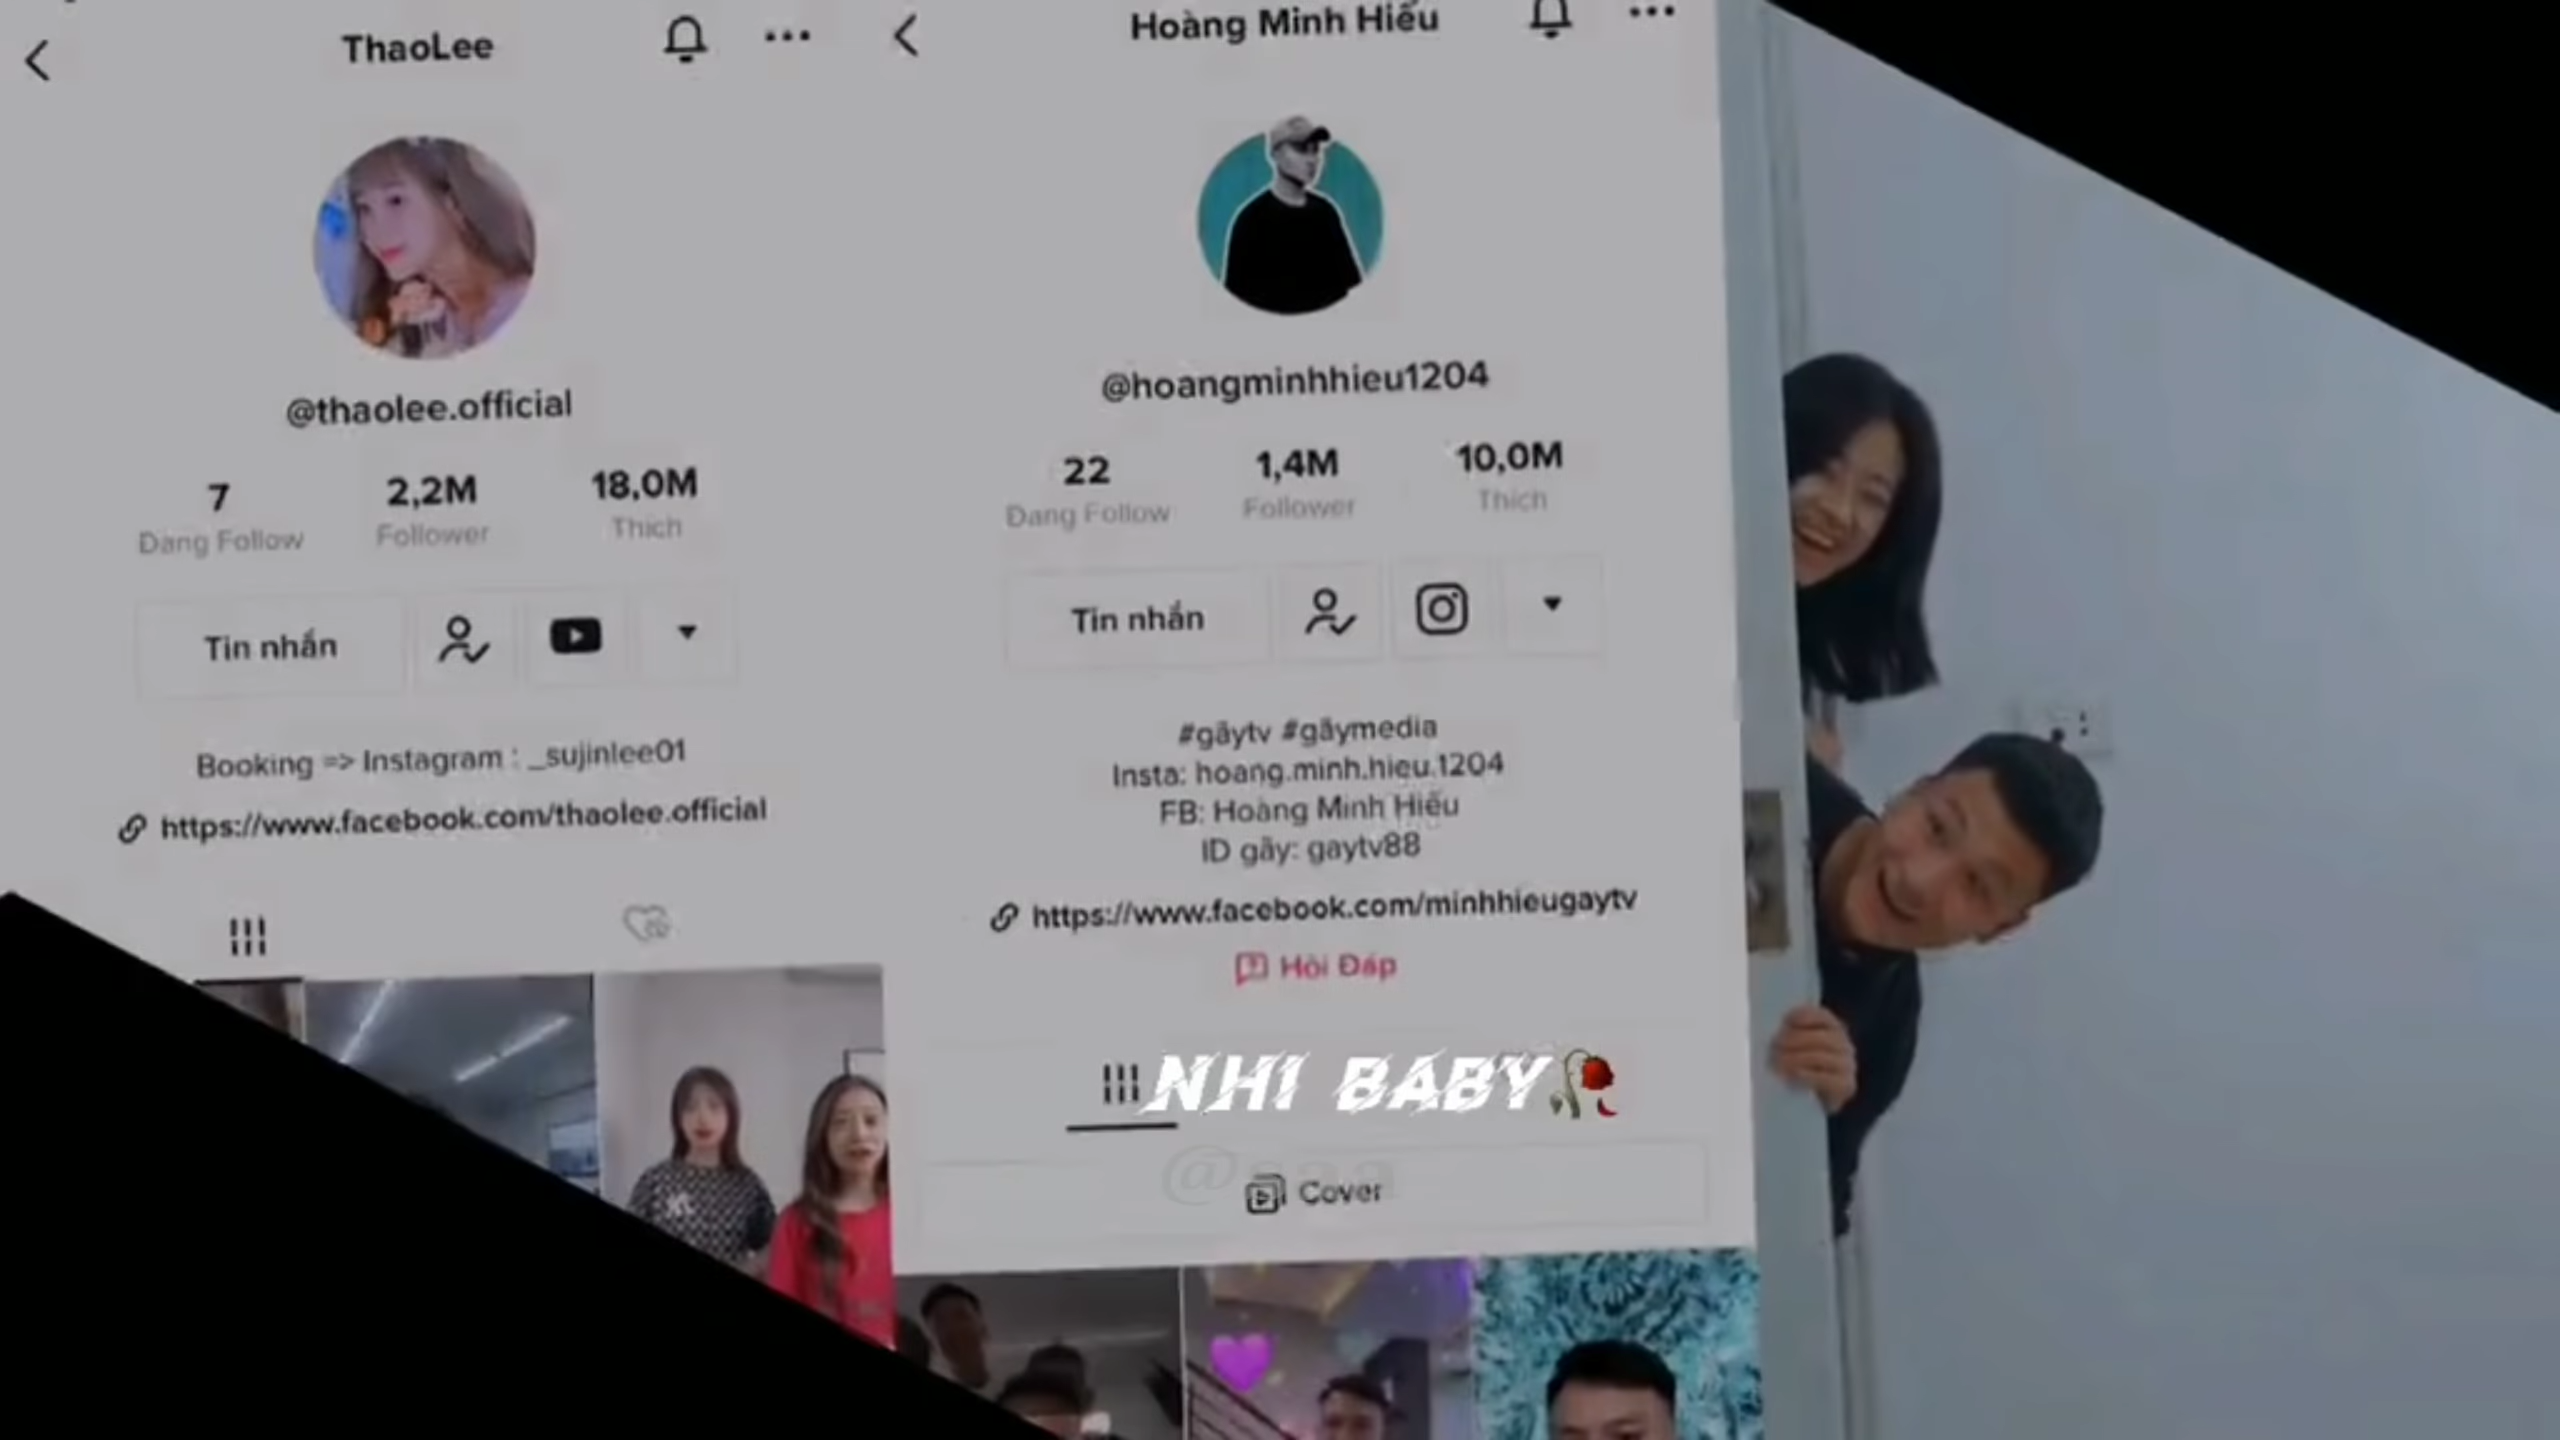 ThaoLee
@thaolee.official
7 2,2M 18.0M
Đang Follow Follower Thích
Tin nhắn
Booking => Instagram : _sujinlee01
https://www.facebook.com/thaolee.official
Hoàng Minh Hiếu
@hoangminhhieu1204
22 1,4M 10,0M
Đang Follow Follower Thích
Tin nhắn
#gãytv #gãymedia
Insta: hoang.minh.hieu.1204
FB: Hoàng Minh Hiếu
ID gãy: gaytv88
https://www.facebook.com/minhhieugaytv
Hỏi Đáp
NHI BABY
Cover